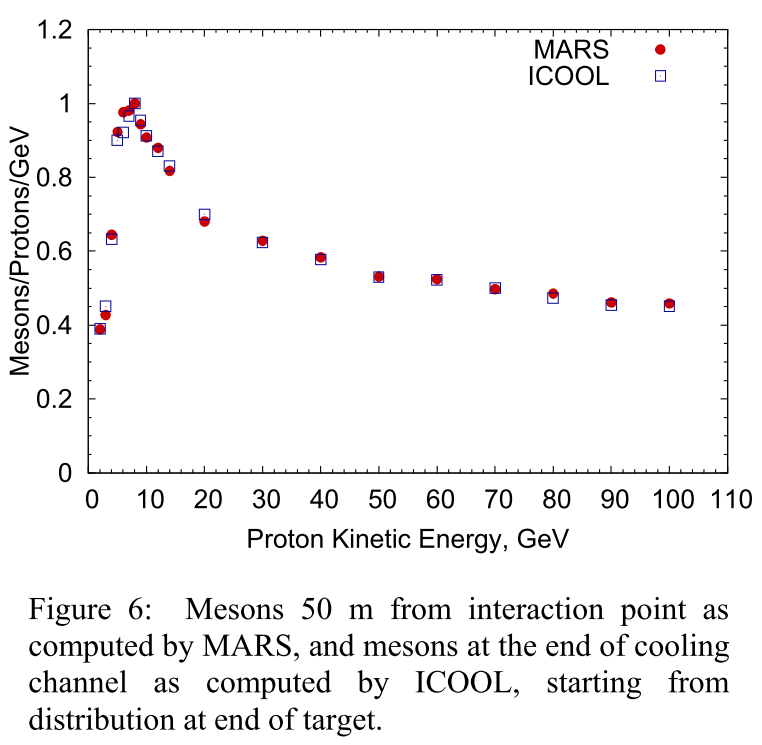 1.2
1
0.8
0.6
0.4
0.2
0
Mesons/Protons/GeV
MARS
ICOOL
0 10 20 30 40 50 60 70 80 90 100 110
Proton Kinetic Energy, GeV
Figure 6: Mesons 50 m from interaction point as
computed by MARS, and mesons at the end of cooling
channel as computed by ICOOL, starting from
distribution at end of target.